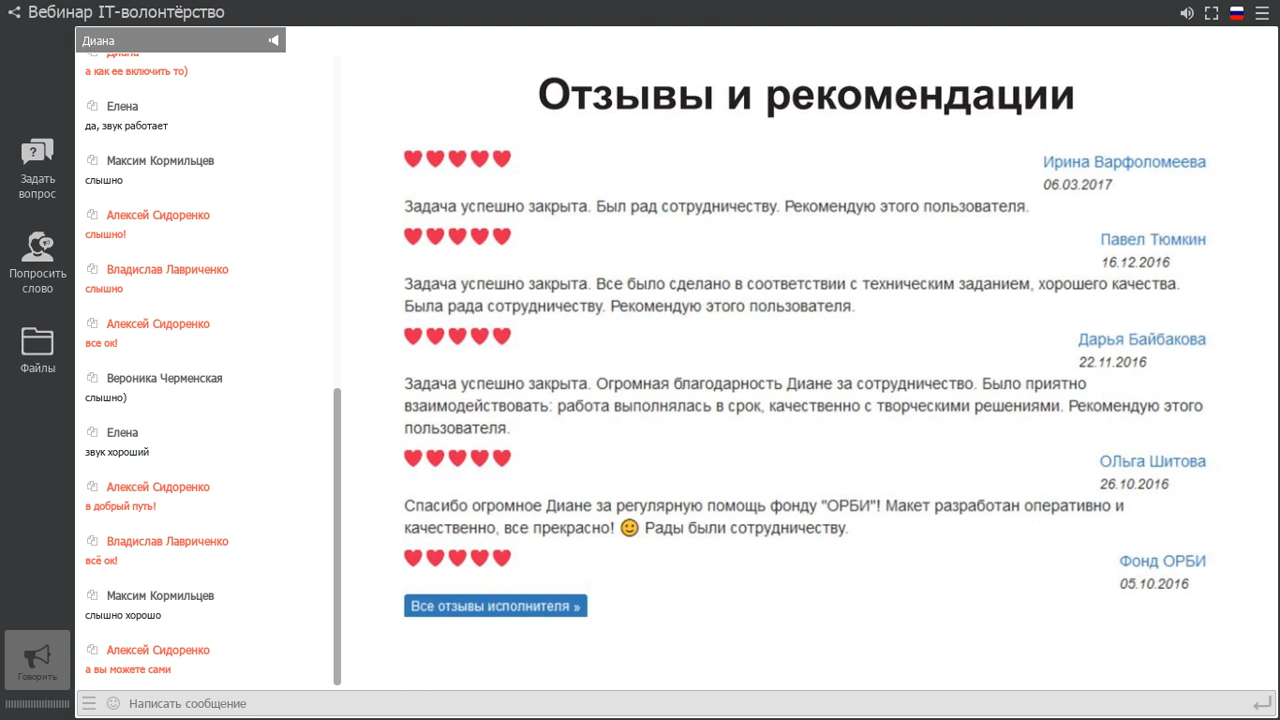 Вебинар IT-волонтёрство
Диана
Диана
а как ее включить то)
Елена
да, звук работает
Максим Кормильцев
слышно
Алексей Сидоренко
слышно!
Владислав Лавриченко
слышно
Алексей Сидоренко
все ок!
Вероника Черменская
слышно)
Елена
звук хороший
Алексей Сидоренко
в добрый путь!
Владислав Лавриченко
всё ок!
Максим Кормильцев
слышно хорошо
Алексей Сидоренко
а вы можете сами
Задать
вопрос
Попросить
слово
Файлы
Говорить
Написать сообщение
Отзывы и рекомендации
Ирина Варфоломеева
06.03.2017
Задача успешно закрыта. Был рад сотрудничеству. Рекомендую этого пользователя.
Павел Тюмкин
16.12.2016
Задача успешно закрыта. Все было сделано в соответствии с техническим заданием, хорошего качества.
Была рада сотрудничеству. Рекомендую этого пользователя.
Дарья Байбакова
22.11.2016
Задача успешно закрыта. Огромная благодарность Диане за сотрудничество. Было приятно
взаимодействовать: работа выполнялась в срок, качественно с творческими решениями. Рекомендую этого
пользователя.
ОЛьга Шитова
26.10.2016
Спасибо огромное Диане за регулярную помощь фонду "ОРБИ"! Макет разработан оперативно и
качественно, все прекрасно! 🙂 Рады были сотрудничеству.
Фонд ОРБИ
05.10.2016
Все отзывы исполнителя »